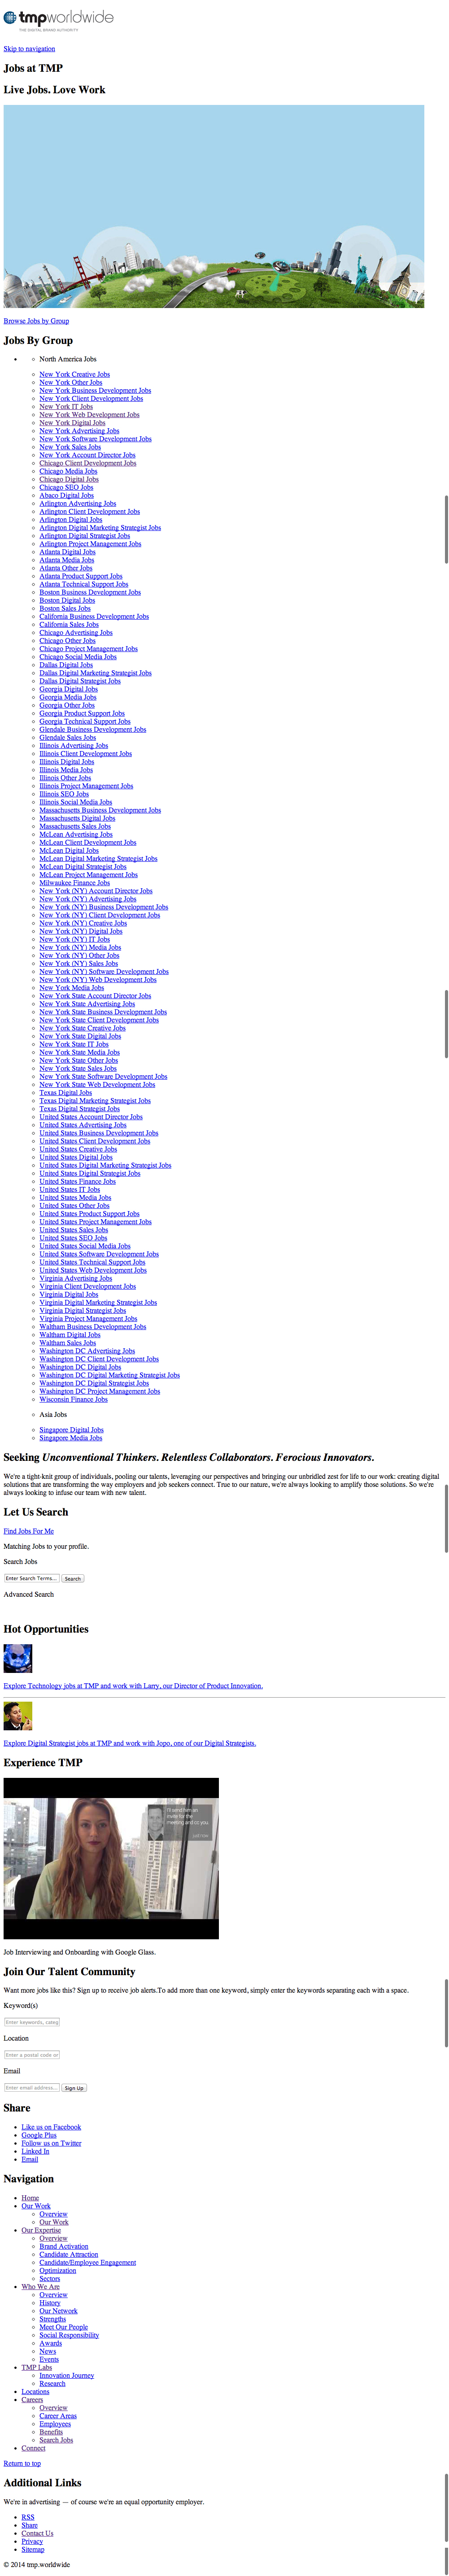 tmpworldwide
THE DIGITAL BRAND AUTHORITY
Skip to navigation
Jobs at TMP
Live Jobs. Love Work
Browse Jobs by Group
Jobs By Group
North America Jobs
New York Creative Jobs
New York Other Jobs
New York Business Development Jobs
New York Client Development Jobs
New York IT Jobs
New York Web Development Jobs
New York Digital Jobs
New York Advertising Jobs
New York Software Development Jobs
New York Sales Jobs
New York Account Director Jobs
Chicago Client Development Jobs
Chicago Media Jobs
Chicago Digital Jobs
Chicago SEO Jobs
Abaco Digital Jobs
Arlington Advertising Jobs
Arlington Client Development Jobs
Arlington Digital Jobs
Arlington Digital Marketing Strategist Jobs
Arlington Digital Strategist Jobs
Arlington Project Management Jobs
Atlanta Digital Jobs
Atlanta Media Jobs
Atlanta Other Jobs
Atlanta Product Support Jobs
Atlanta Technical Support Jobs
Boston Business Development Jobs
Boston Digital Jobs
Boston Sales Jobs
California Business Development Jobs
California Sales Jobs
Chicago Advertising Jobs
Chicago Other Jobs
Chicago Project Management Jobs
Chicago Social Media Jobs
Dallas Digital Jobs
Dallas Digital Marketing Strategist Jobs
Dallas Digital Strategist Jobs
Georgia Digital Jobs
Georgia Media Jobs
Georgia Other Jobs
Georgia Product Support Jobs
Georgia Technical Support Jobs
Glendale Business Development Jobs
Glendale Sales Jobs
Illinois Advertising Jobs
Illinois Client Development Jobs
Illinois Digital Jobs
Illinois Media Jobs
Illinois Other Jobs
Illinois Project Management Jobs
Illinois SEO Jobs
Illinois Social Media Jobs
Massachusetts Business Development Jobs
Massachusetts Digital Jobs
Massachusetts Sales Jobs
McLean Advertising Jobs
McLean Client Development Jobs
McLean Digital Jobs
McLean Digital Marketing Strategist Jobs
McLean Digital Strategist Jobs
McLean Project Management Jobs
Milwaukee Finance Jobs
New York (NY) Account Director Jobs
New York (NY) Advertising Jobs
New York (NY) Business Development Jobs
New York (NY) Client Development Jobs
New York (NY) Creative Jobs
New York (NY) Digital Jobs
New York (NY) IT Jobs
New York (NY) Media Jobs
New York (NY) Other Jobs
New York (NY) Sales Jobs
New York (NY) Software Development Jobs
New York (NY) Web Development Jobs
New York Media Jobs
New York State Account Director Jobs
New York State Advertising Jobs
New York State Business Development Jobs
New York State Client Development Jobs
New York State Creative Jobs
New York State Digital Jobs
New York State IT Jobs
New York State Media Jobs
New York State Other Jobs
New York State Sales Jobs
New York State Software Development Jobs
New York State Web Development Jobs
Texas Digital Jobs
Texas Digital Marketing Strategist Jobs
Texas Digital Strategist Jobs
United States Account Director Jobs
United States Advertising Jobs
United States Business Development Jobs
United States Client Development Jobs
United States Creative Jobs
United States Digital Jobs
United States Digital Marketing Strategist Jobs
United States Digital Strategist Jobs
United States Finance Jobs
United States IT Jobs
United States Media Jobs
United States Other Jobs
United States Product Support Jobs
United States Project Management Jobs
United States Sales Jobs
United States SEO Jobs
United States Social Media Jobs
United States Software Development Jobs
United States Technical Support Jobs
United States Web Development Jobs
Virginia Advertising Jobs
Virginia Client Development Jobs
Virginia Digital Jobs
Virginia Digital Marketing Strategist Jobs
Virginia Digital Strategist Jobs
Virginia Project Management Jobs
Waltham Business Development Jobs
Waltham Digital Jobs
Waltham Sales Jobs
Washington DC Advertising Jobs
Washington DC Client Development Jobs
Washington DC Digital Jobs
Washington DC Digital Marketing Strategist Jobs
Washington DC Digital Strategist Jobs
Washington DC Project Management Jobs
Wisconsin Finance Jobs
Asia Jobs
Singapore Digital Jobs
Singapore Media Jobs
Seeking Unconventional Thinkers. Relentless Collaborators. Ferocious Innovators.
We're a tight-knit group of individuals, pooling our talents, leveraging our perspectives and bringing our unbridled zest for life to our work: creating digital
solutions that are transforming the way employers and job seekers connect. True to our nature, we're always looking to amplify those solutions. So we're
always looking to infuse our team with new talent.
Let Us Search
Find Jobs For Me
Matching Jobs to your profile.
Search Jobs
Enter Search Terms... Search
Advanced Search
Hot Opportunities
Explore Technology jobs at TMP and work with Larry, our Director of Product Innovation.
Explore Digital Strategist jobs at TMP and work with Jopo, one of our Digital Strategists.
Experience TMP
I'll send him an
invite for the
meeting and cc you.
Job Interviewing and Onboarding with Google Glass.
Join Our Talent Community
Want more jobs like this? Sign up to receive job alerts.To add more than one keyword, simply enter the keywords separating each with a space.
Keyword(s)
Enter keywords, categ
Location
Enter a postal code or
Email
Enter email address... Sign Up
Share
Like us on Facebook
Google Plus
Follow us on Twitter
Linked In
Email
Navigation
Home
Our Work
Overview
Our Work
Our Expertise
Overview
Brand Activation
Candidate Attraction
Candidate/Employee Engagement
Optimization
Sectors
Who We Are
Overview
History
Our Network
Strengths
Meet Our People
Social Responsibility
Awards
News
Events
TMP Labs
Innovation Journey
Research
Locations
Careers
Overview
Career Areas
Employees
Benefits
Search Jobs
Connect
Return to top
Additional Links
We're in advertising — of course we're an equal opportunity employer.
RSS
Share
Contact Us
Privacy
Sitemap
© 2014 tmp.worldwide